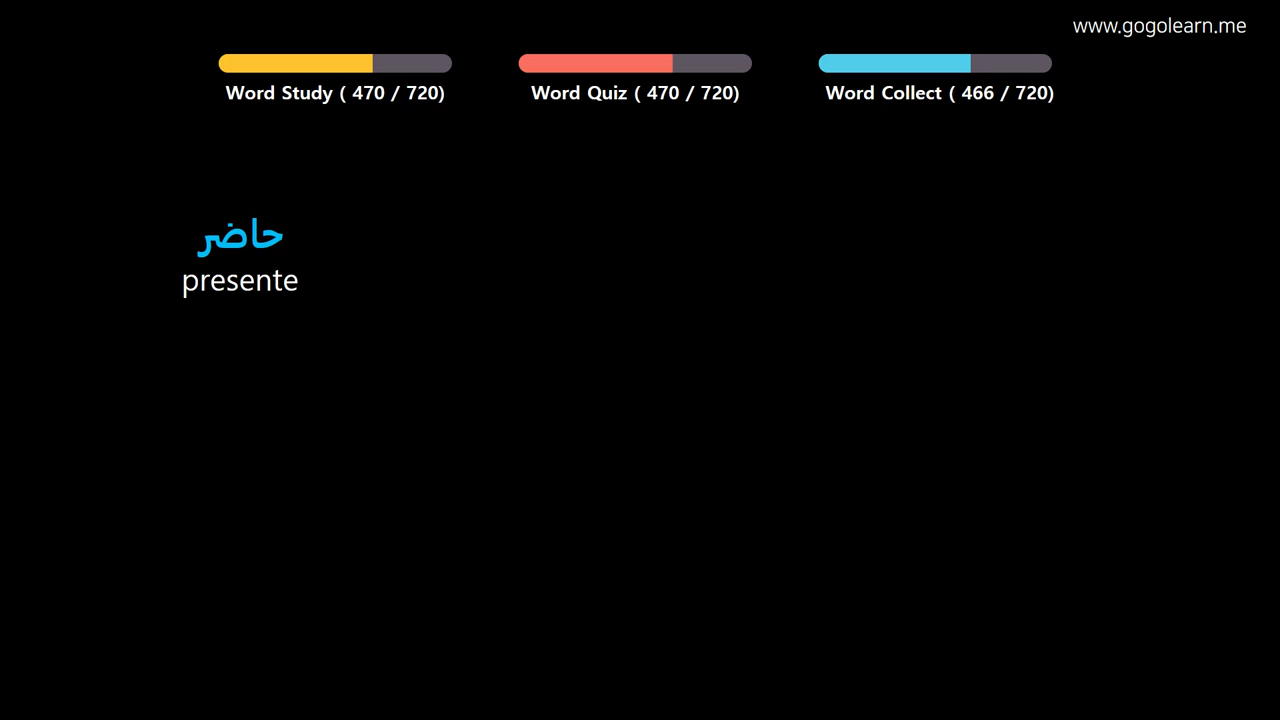 www.gogolearn.me
Word Study ( 470 / 720)
Word Quiz ( 470 / 720)
Word Collect ( 466 / 720)
حاضر
presente